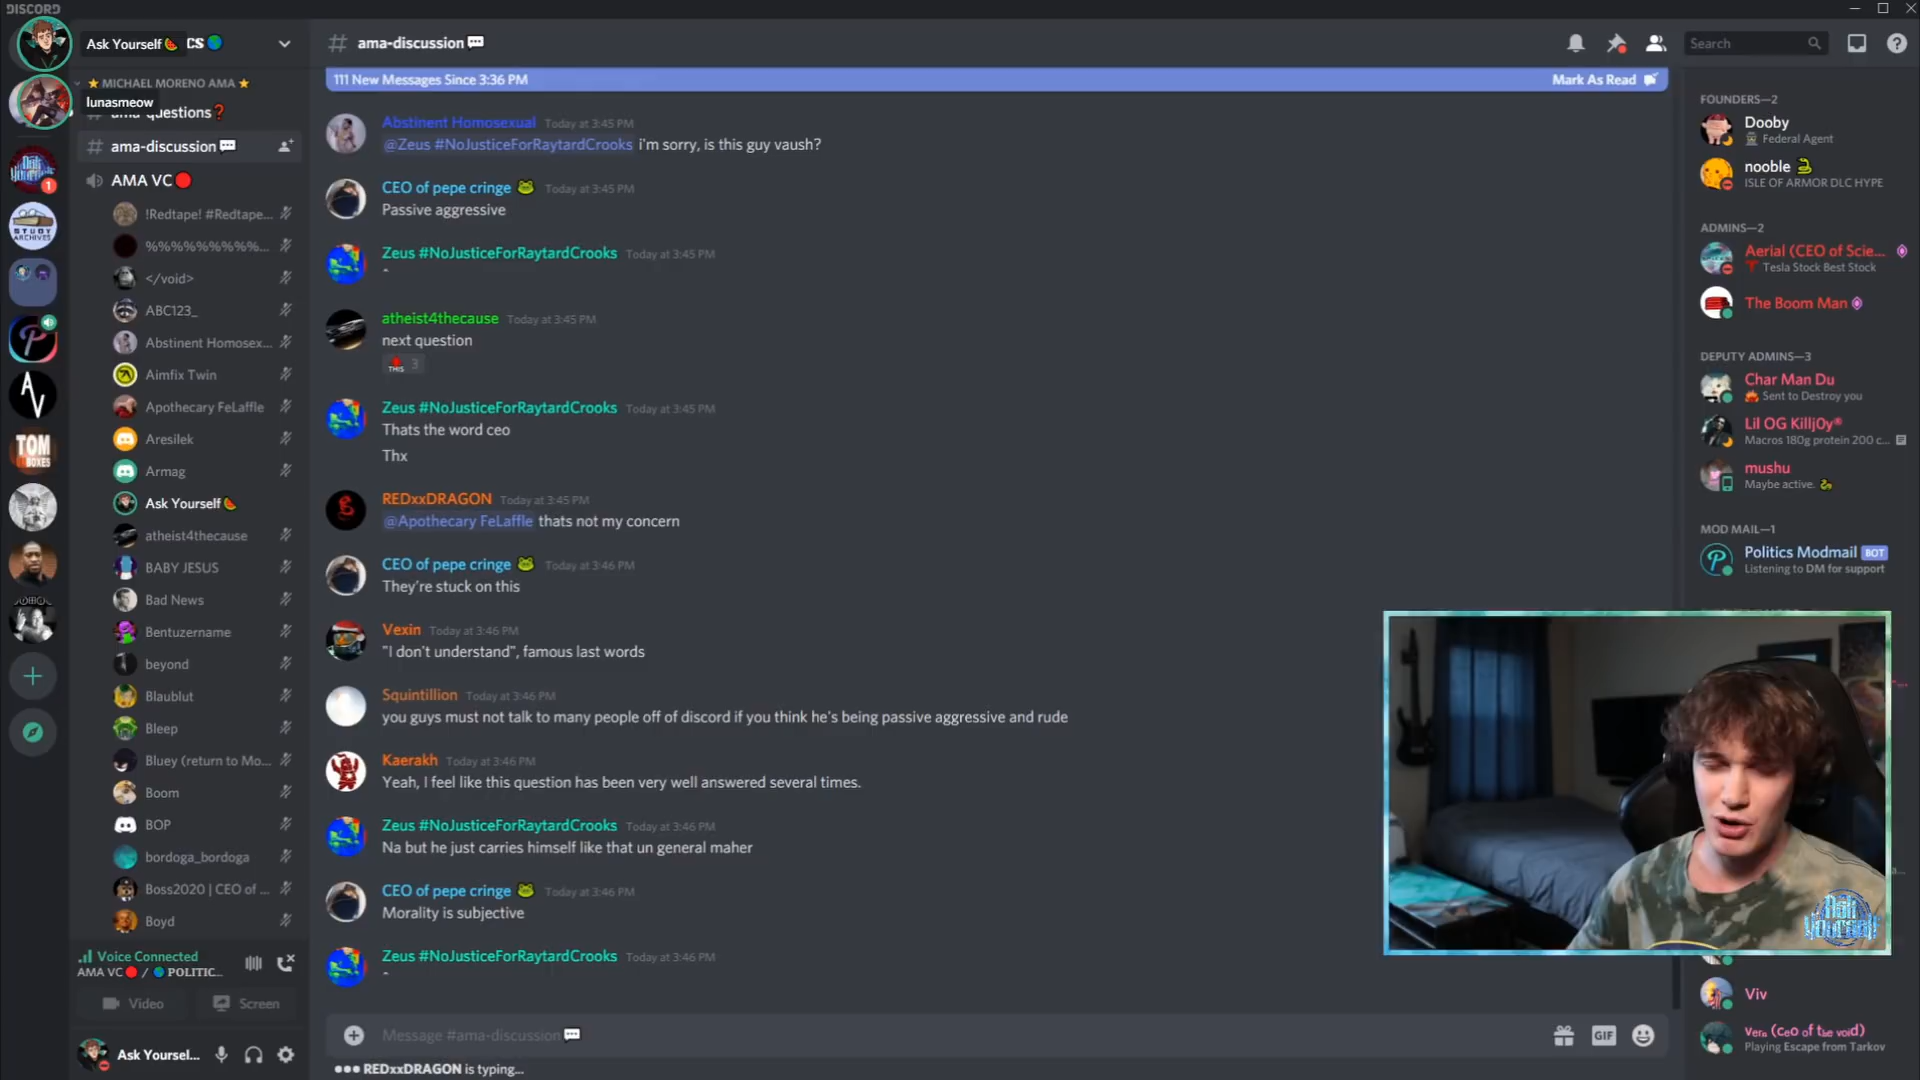 DISCORD
Ask Yourself🍉 CS🌎
⭐ MICHAEL MORENO AMA ⭐
lunasmeow
ama-questions❓
# ama-discussion💬
AMA VC🔴
!Redtape! #Redtape...
%%%%%%%%%%...
</void>
ABC123_
Abstinent Homosex...
Aimfix Twin
Apothecary FeLaffle
Aresilek
Armag
Ask Yourself🍉
atheist4thecause
BABY JESUS
Bad News
Bentuzername
beyond
Blaublut
Bleep
Bluey (return to Mo...
Boom
BOP
bordoga_bordoga
Boss2020 | CEO of ...
Boyd
Voice Connected
AMA VC🔴 / 🌎 POLITIC...
Video
Screen
Ask Yoursel...
1
STUDY
ARCHIVES
TOM
BOXES
# ama-discussion💬
Search
111 New Messages Since 3:36 PM
Mark As Read
Abstinent Homosexual Today at 3:45 PM
@Zeus #NoJusticeForRaytardCrooks i'm sorry, is this guy vaush?
CEO of pepe cringe 🐸 Today at 3:45 PM
Passive aggressive
Zeus #NoJusticeForRaytardCrooks Today at 3:45 PM
^
atheist4thecause Today at 3:45 PM
next question
THIS 3
Zeus #NoJusticeForRaytardCrooks Today at 3:45 PM
Thats the word ceo
Thx
REDxxDRAGON Today at 3:45 PM
@Apothecary FeLaffle thats not my concern
CEO of pepe cringe 🐸 Today at 3:46 PM
They're stuck on this
Vexin Today at 3:46 PM
"I don't understand", famous last words
Squintillion Today at 3:46 PM
you guys must not talk to many people off of discord if you think he's being passive aggressive and rude
Kaerakh Today at 3:46 PM
Yeah, I feel like this question has been very well answered several times.
Zeus #NoJusticeForRaytardCrooks Today at 3:46 PM
Na but he just carries himself like that un general maher
CEO of pepe cringe 🐸 Today at 3:46 PM
Morality is subjective
Zeus #NoJusticeForRaytardCrooks Today at 3:46 PM
^
Message #ama-discussion💬
GIF
REDxxDRAGON is typing...
FOUNDERS—2
Dooby
Federal Agent
nooble 🐍
ISLE OF ARMOR DLC HYPE
ADMINS—2
Aerial (CEO of Scie...
Tesla Stock Best Stock
The Boom Man
DEPUTY ADMINS—3
Char Man Du
🔥 Sent to Destroy you
Lil OG Killj0y®
Macros 180g protein 200 c...
mushu
Maybe active. 🐍
MOD MAIL—1
Politics Modmail BOT
Listening to DM for support
Ask
Yourself
Viv
vera (ceo of the void)
Playing Escape from Tarkov